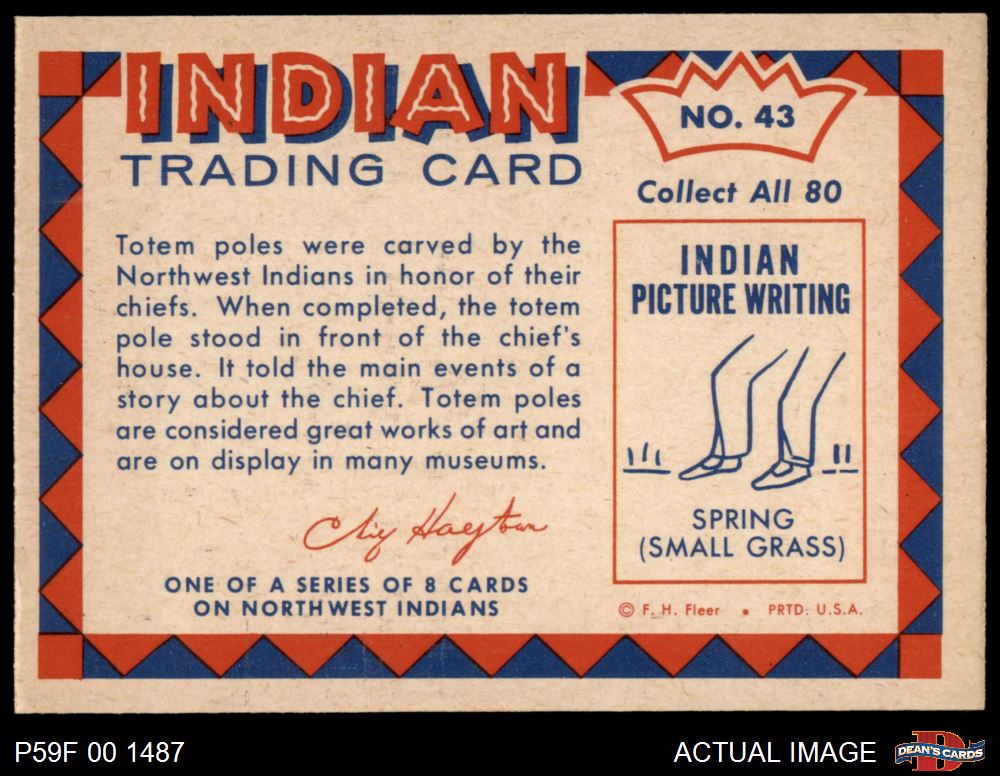 INDIAN
TRADING CARD
NO. 43
Collect All 80
Totem poles were carved by the
Northwest Indians in honor of their
chiefs. When completed, the totem
pole stood in front of the chief's
house. It told the main events of a
story about the chief. Totem poles
are considered great works of art and
are on display in many museums.
ONE OF A SERIES OF 8 CARDS
ON NORTHWEST INDIANS
INDIAN
PICTURE WRITING
SPRING
(SMALL GRASS)
© F. H. Fleer • PRTD. U.S.A.
P59F 00 1487
ACTUAL IMAGE
DEAN'S CARDS